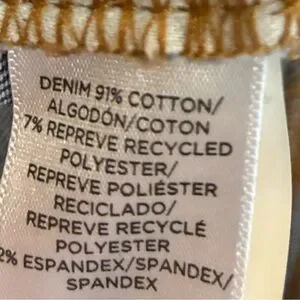 DENIM 91% COTTON/
ALGODÓN/COTON
7% REPREVE RECYCLED
POLYESTER/
REPREVE POLIÉSTER
RECICLADO/
REPREVE RECYCLÉ
POLYESTER
2% ESPANDEX/SPANDEX/
SPANDEX